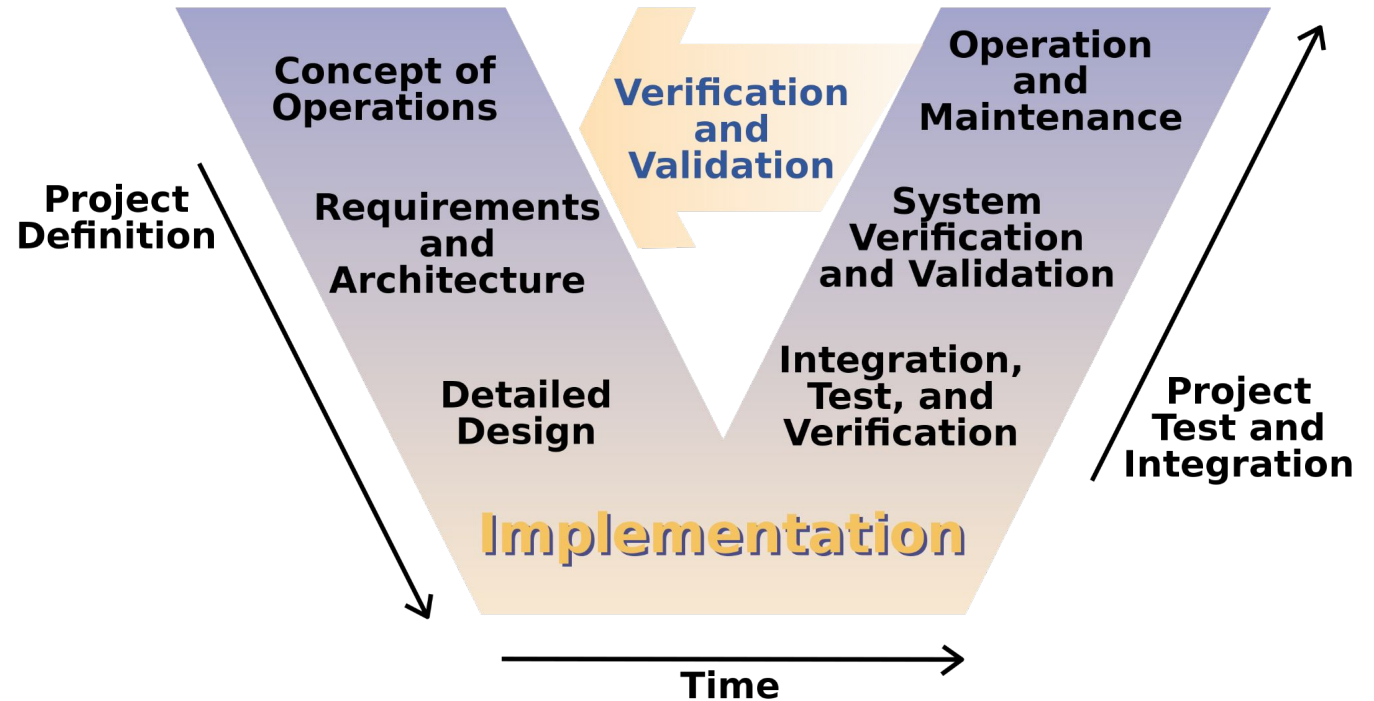 Concept of
Operations
Verification
and
Validation
Operation
and
Maintenance
Project
Definition
Requirements
and
Architecture
System
Verification
and Validation
Detailed
Design
Integration,
Test, and
Verification
Project
Test and
Integration
Implementation
Time